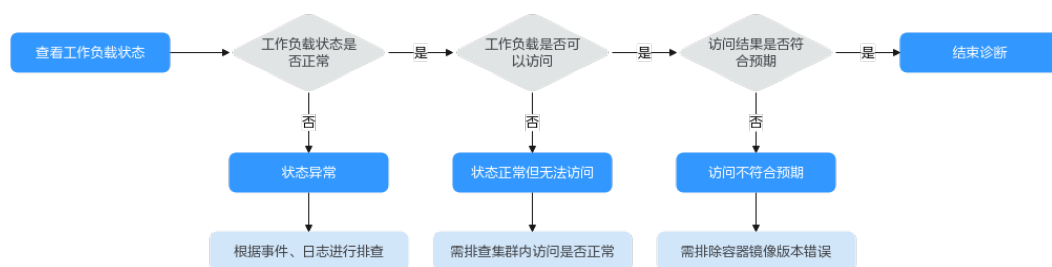 查看工作负载状态
工作负载状态是
否正常
是
工作负载是否可
以访问
是
访问结果是否符
合预期
是
结束诊断
否
否
否
状态异常
状态正常但无法访问
访问不符合预期
根据事件、日志进行排查
需排查集群内访问是否正常
需排除容器镜像版本错误